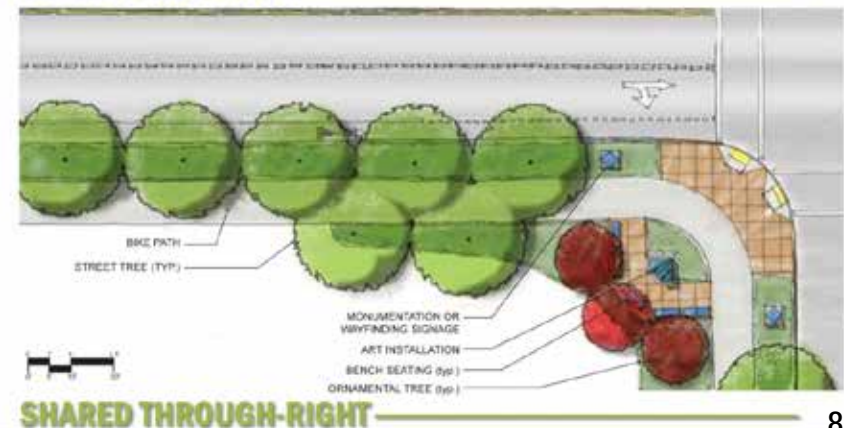 BIKE PATH
STREET TREE (TYP.)
MONUMENTATION OR
WAYFINDING SIGNAGE
ART INSTALLATION
BENCH SEATING (typ.)
ORNAMENTAL TREE (typ.)
SHARED THROUGH-RIGHT
8